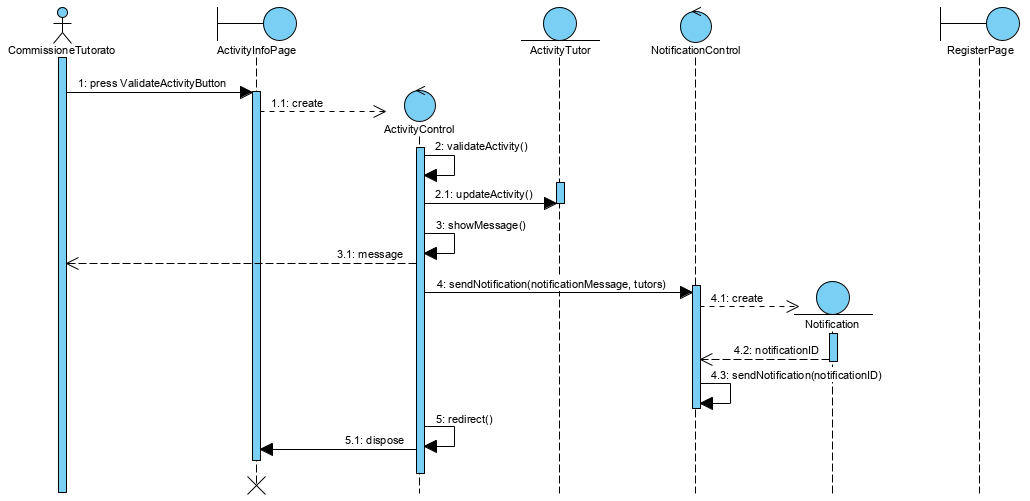 CommissioneTutorato
ActivityInfoPage
ActivityTutor
NotificationControl
RegisterPage
1: press ValidateActivityButton
1.1: create
ActivityControl
2: validateActivity()
2.1: updateActivity()
3: showMessage()
3.1: message
4: sendNotification(notificationMessage, tutors)
4.1: create
Notification
4.2: notificationID
4.3: sendNotification(notificationID)
5: redirect()
5.1: dispose